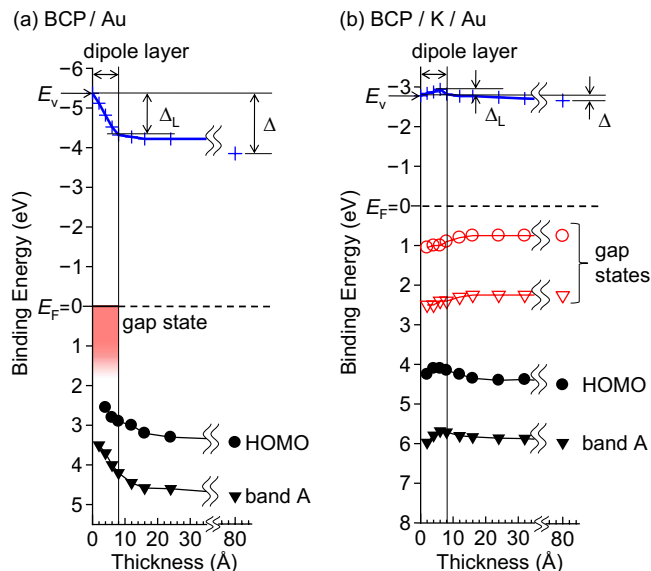 (a) BCP / Au
dipole layer
−6
Ev
−5
−4
−3
−2
−1
EF=0
1
2
3
4
5
ΔL
Δ
gap state
HOMO
band A
Binding Energy (eV)
0 10 20 30 80
Thickness (Å)
(b) BCP / K / Au
dipole layer
−3
Ev
−2
−1
EF=0
1
2
3
4
5
6
7
8
ΔL
Δ
gap
states
HOMO
band A
Binding Energy (eV)
0 10 20 30 80
Thickness (Å)